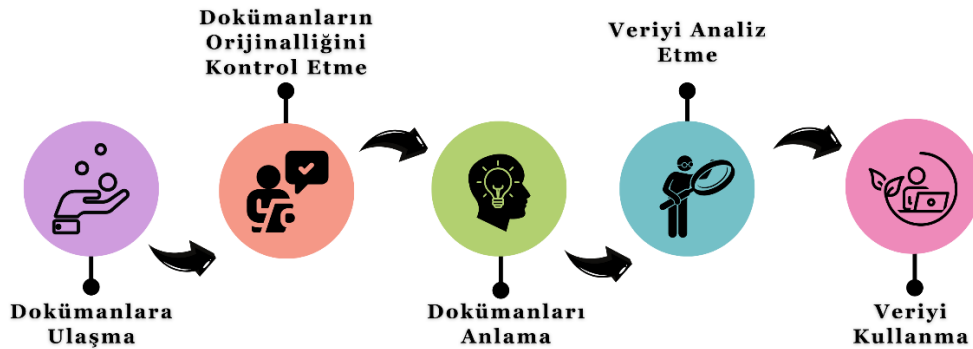 Dokümanlara
Ulaşma
Dokümanların
Orijinalliğini
Kontrol Etme
Dokümanları
Anlama
Veriyi Analiz
Etme
Veriyi
Kullanma